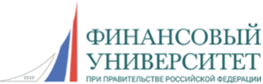 ФИНАНСОВЫЙ
УНИВЕРСИТЕТ
ПРИ ПРАВИТЕЛЬСТВЕ РОССИЙСКОЙ ФЕДЕРАЦИИ